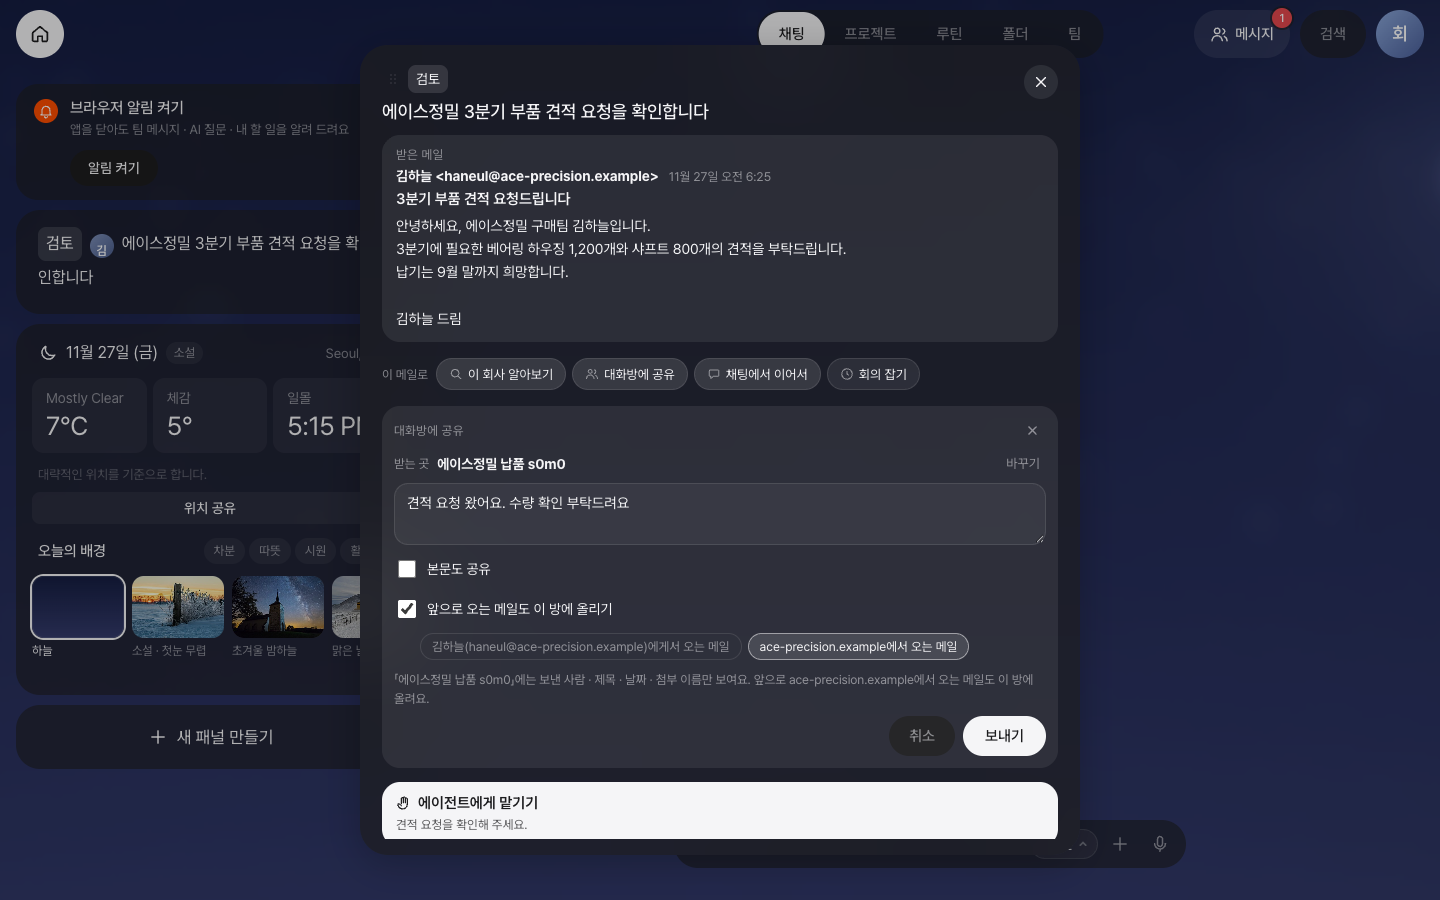 채팅
프로젝트
루틴
폴더
팀
메시지
1
검색
회
브라우저 알림 켜기
앱을 닫아도 팀 메시지 · AI 질문 · 내 할 일을 알려 드려요
알림 켜기
검토 김 에이스정밀 3분기 부품 견적 요청을 확
인합니다
11월 27일 (금) 소설 Seoul,
Mostly Clear
7°C
체감
5°
일몰
5:15
대략적인 위치를 기준으로 합니다.
위치 공유
오늘의 배경
차분
따뜻
시원
하늘
소설 · 첫눈 무렵
초겨울 밤하늘
맑은
새 패널 만들기
검토
에이스정밀 3분기 부품 견적 요청을 확인합니다
받은 메일
김하늘 <haneul@ace-precision.example> 11월 27일 오전 6:25
3분기 부품 견적 요청드립니다
안녕하세요, 에이스정밀 구매팀 김하늘입니다.
3분기에 필요한 베어링 하우징 1,200개와 샤프트 800개의 견적을 부탁드립니다.
납기는 9월 말까지 희망합니다.
김하늘 드림
이 메일로
이 회사 알아보기
대화방에 공유
채팅에서 이어서
회의 잡기
대화방에 공유
받는 곳 에이스정밀 납품 s0m0
바꾸기
견적 요청 왔어요. 수량 확인 부탁드려요
본문도 공유
앞으로 오는 메일도 이 방에 올리기
김하늘(haneul@ace-precision.example)에게서 오는 메일
ace-precision.example에서 오는 메일
「에이스정밀 납품 s0m0」에는 보낸 사람 · 제목 · 날짜 · 첨부 이름만 보여요. 앞으로 ace-precision.example에서 오는 메일도 이 방에
올려요.
취소
보내기
에이전트에게 맡기기
견적 요청을 확인해 주세요.